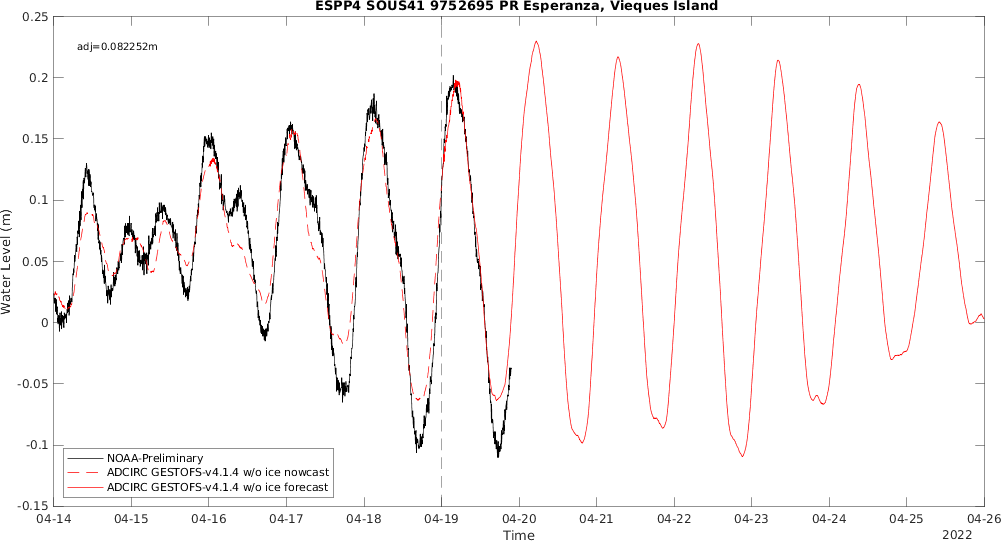 ESPP4 SOUS41 9752695 PR Esperanza, Vieques Island
0.25
adj=0.082252m
0.2
0.15
0.1
0.05
0
-0.05
-0.1
-0.15
Water Level (m)
NOAA-Preliminary
ADCIRC GESTOFS-v4.1.4 w/o ice nowcast
ADCIRC GESTOFS-v4.1.4 w/o ice forecast
04-14 04-15 04-16 04-17 04-18 04-19 04-20 04-21 04-22 04-23 04-24 04-25 04-26
Time
2022